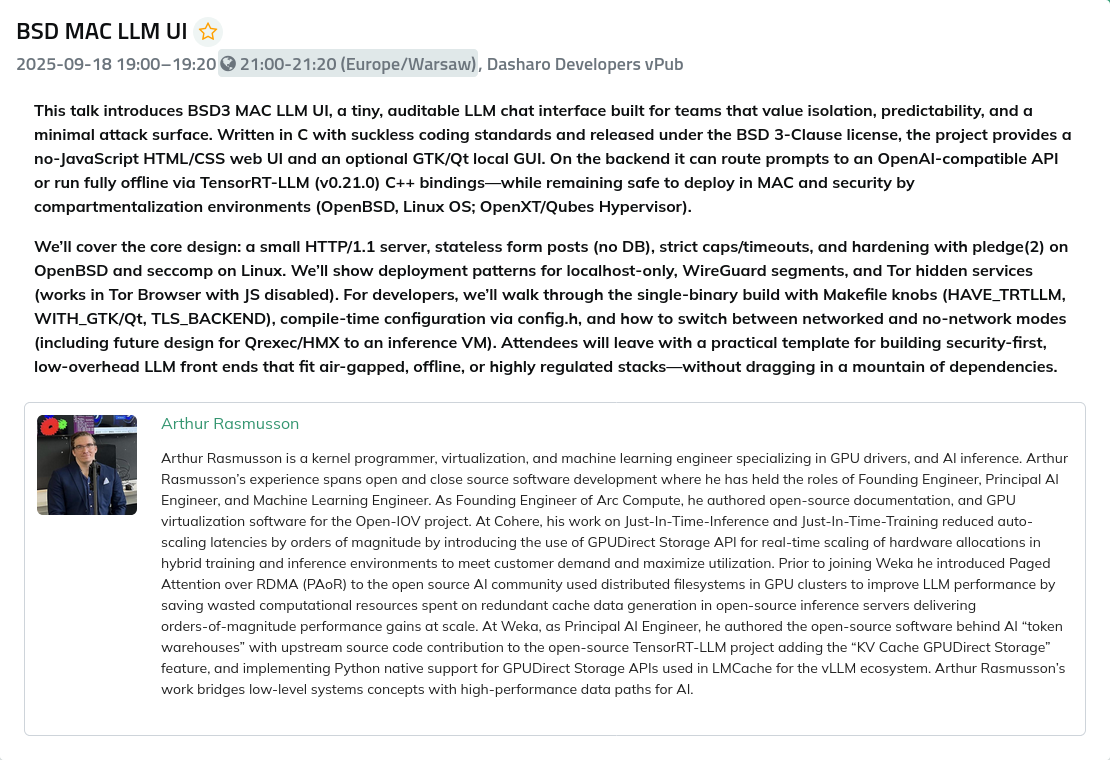 BSD MAC LLM UI
2025-09-18 19:00–19:20 21:00-21:20 (Europe/Warsaw), Dasharo Developers vPub
This talk introduces BSD3 MAC LLM UI, a tiny, auditable LLM chat interface built for teams that value isolation, predictability, and a
minimal attack surface. Written in C with suckless coding standards and released under the BSD 3-Clause license, the project provides a
no-JavaScript HTML/CSS web UI and an optional GTK/Qt local GUI. On the backend it can route prompts to an OpenAI-compatible API
or run fully offline via TensorRT-LLM (v0.21.0) C++ bindings—while remaining safe to deploy in MAC and security by
compartmentalization environments (OpenBSD, Linux OS; OpenXT/Qubes Hypervisor).
We’ll cover the core design: a small HTTP/1.1 server, stateless form posts (no DB), strict caps/timeouts, and hardening with pledge(2) on
OpenBSD and seccomp on Linux. We’ll show deployment patterns for localhost-only, WireGuard segments, and Tor hidden services
(works in Tor Browser with JS disabled). For developers, we’ll walk through the single-binary build with Makefile knobs (HAVE_TRTLLM,
WITH_GTK/Qt, TLS_BACKEND), compile-time configuration via config.h, and how to switch between networked and no-network modes
(including future design for Qrexec/HMX to an inference VM). Attendees will leave with a practical template for building security-first,
low-overhead LLM front ends that fit air-gapped, offline, or highly regulated stacks—without dragging in a mountain of dependencies.
Arthur Rasmusson
Arthur Rasmusson is a kernel programmer, virtualization, and machine learning engineer specializing in GPU drivers, and AI inference. Arthur
Rasmusson’s experience spans open and close source software development where he has held the roles of Founding Engineer, Principal AI
Engineer, and Machine Learning Engineer. As Founding Engineer of Arc Compute, he authored open-source documentation, and GPU
virtualization software for the Open-IOV project. At Cohere, his work on Just-In-Time-Inference and Just-In-Time-Training reduced auto-
scaling latencies by orders of magnitude by introducing the use of GPUDirect Storage API for real-time scaling of hardware allocations in
hybrid training and inference environments to meet customer demand and maximize utilization. Prior to joining Weka he introduced Paged
Attention over RDMA (PAoR) to the open source AI community used distributed filesystems in GPU clusters to improve LLM performance by
saving wasted computational resources spent on redundant cache data generation in open-source inference servers delivering
orders-of-magnitude performance gains at scale. At Weka, as Principal AI Engineer, he authored the open-source software behind AI “token
warehouses” with upstream source code contribution to the open-source TensorRT-LLM project adding the “KV Cache GPUDirect Storage”
feature, and implementing Python native support for GPUDirect Storage APIs used in LMCache for the vLLM ecosystem. Arthur Rasmusson’s
work bridges low-level systems concepts with high-performance data paths for AI.